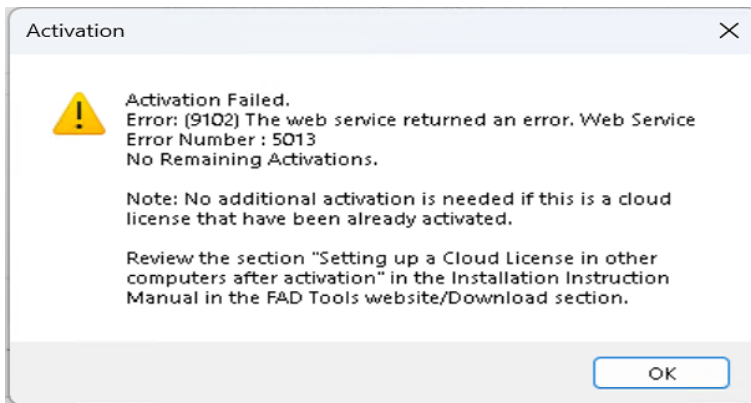 Activation
Activation Failed.
Error: (9102) The web service returned an error. Web Service
Error Number : 5013
No Remaining Activations.
Note: No additional activation is needed if this is a cloud
license that have been already activated.
Review the section "Setting up a Cloud License in other
computers after activation" in the Installation Instruction
Manual in the FAD Tools website/Download section.
OK